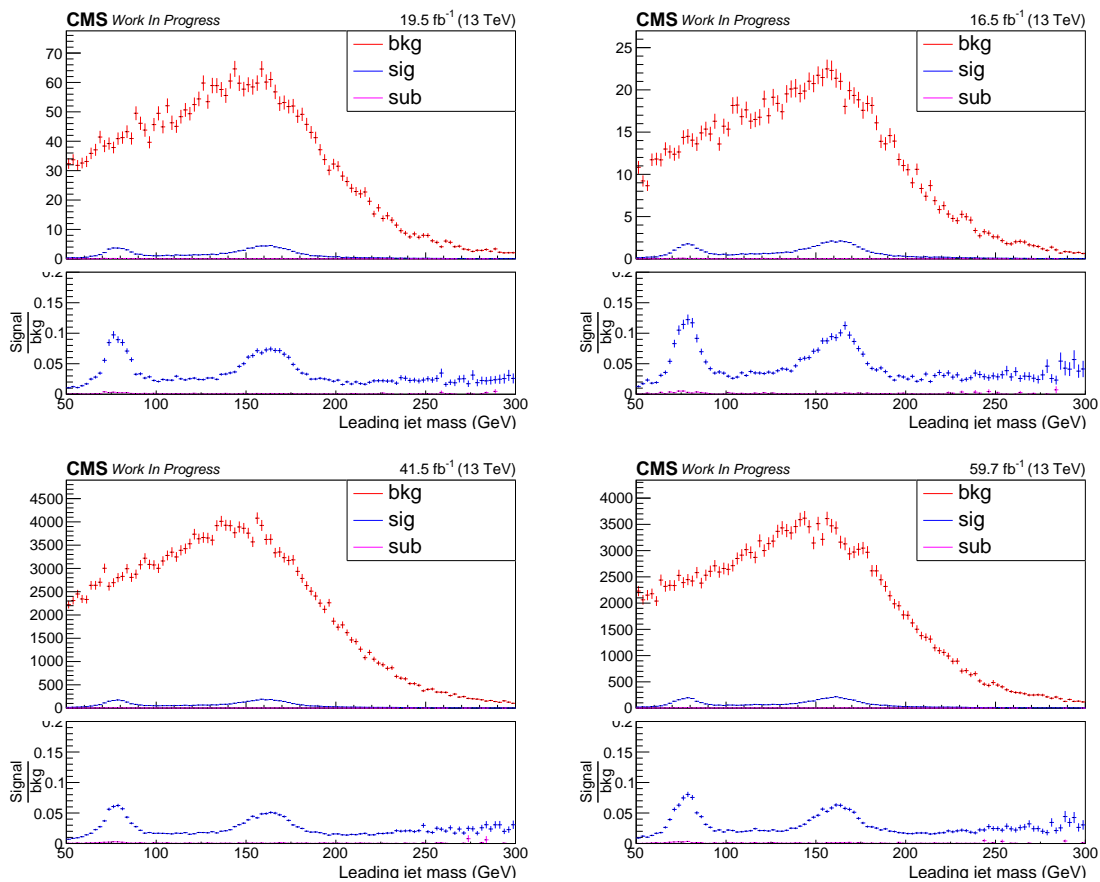 CMS Work In Progress 19.5 fb⁻¹ (13 TeV)
70
60
50
40
30
20
10
0
bkg
sig
sub
0.2
0.15
0.1
0.05
0
Signal
bkg
50 100 150 200 250 300
Leading jet mass (GeV)
CMS Work In Progress 16.5 fb⁻¹ (13 TeV)
25
20
15
10
5
0
bkg
sig
sub
0.2
0.15
0.1
0.05
0
Signal
bkg
50 100 150 200 250 300
Leading jet mass (GeV)
CMS Work In Progress 41.5 fb⁻¹ (13 TeV)
4500
4000
3500
3000
2500
2000
1500
1000
500
0
bkg
sig
sub
0.2
0.15
0.1
0.05
0
Signal
bkg
50 100 150 200 250 300
Leading jet mass (GeV)
CMS Work In Progress 59.7 fb⁻¹ (13 TeV)
4000
3500
3000
2500
2000
1500
1000
500
0
bkg
sig
sub
0.2
0.15
0.1
0.05
0
Signal
bkg
50 100 150 200 250 300
Leading jet mass (GeV)